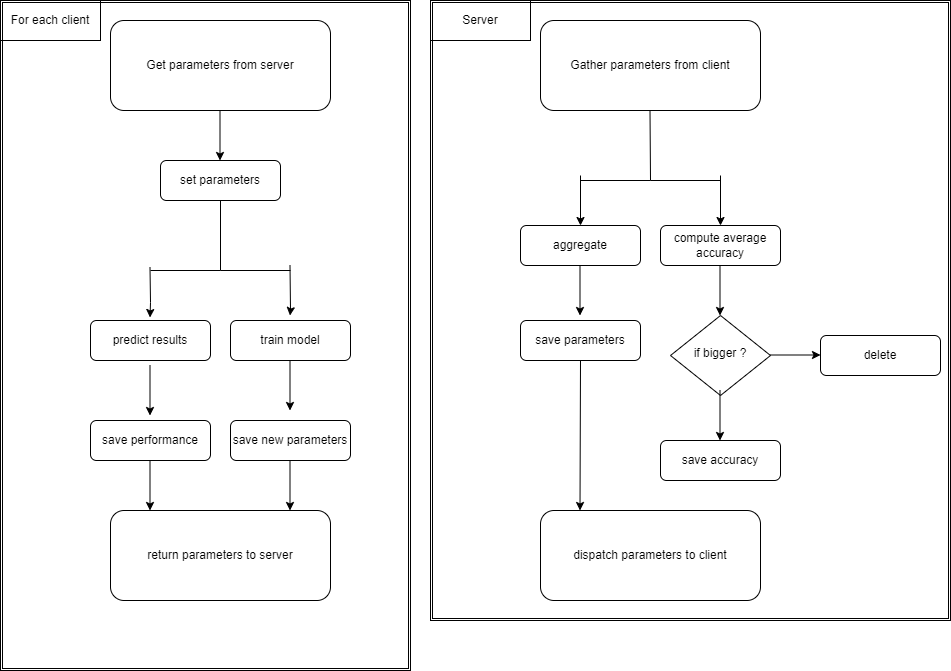 For each client
Get parameters from server
set parameters
predict results
train model
save performance
save new parameters
return parameters to server
Server
Gather parameters from client
aggregate
compute average
accuracy
save parameters
if bigger ?
delete
save accuracy
dispatch parameters to client